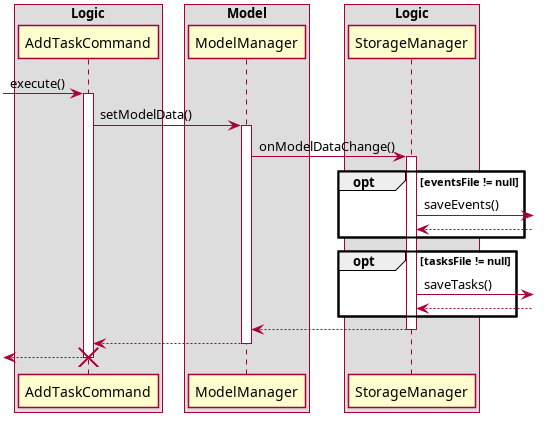 Logic
Model
Logic
AddTaskCommand
ModelManager
StorageManager
execute()
setModelData()
onModelDataChange()
opt
[eventsFile != null]
saveEvents()
opt
[tasksFile != null]
saveTasks()
AddTaskCommand
ModelManager
StorageManager